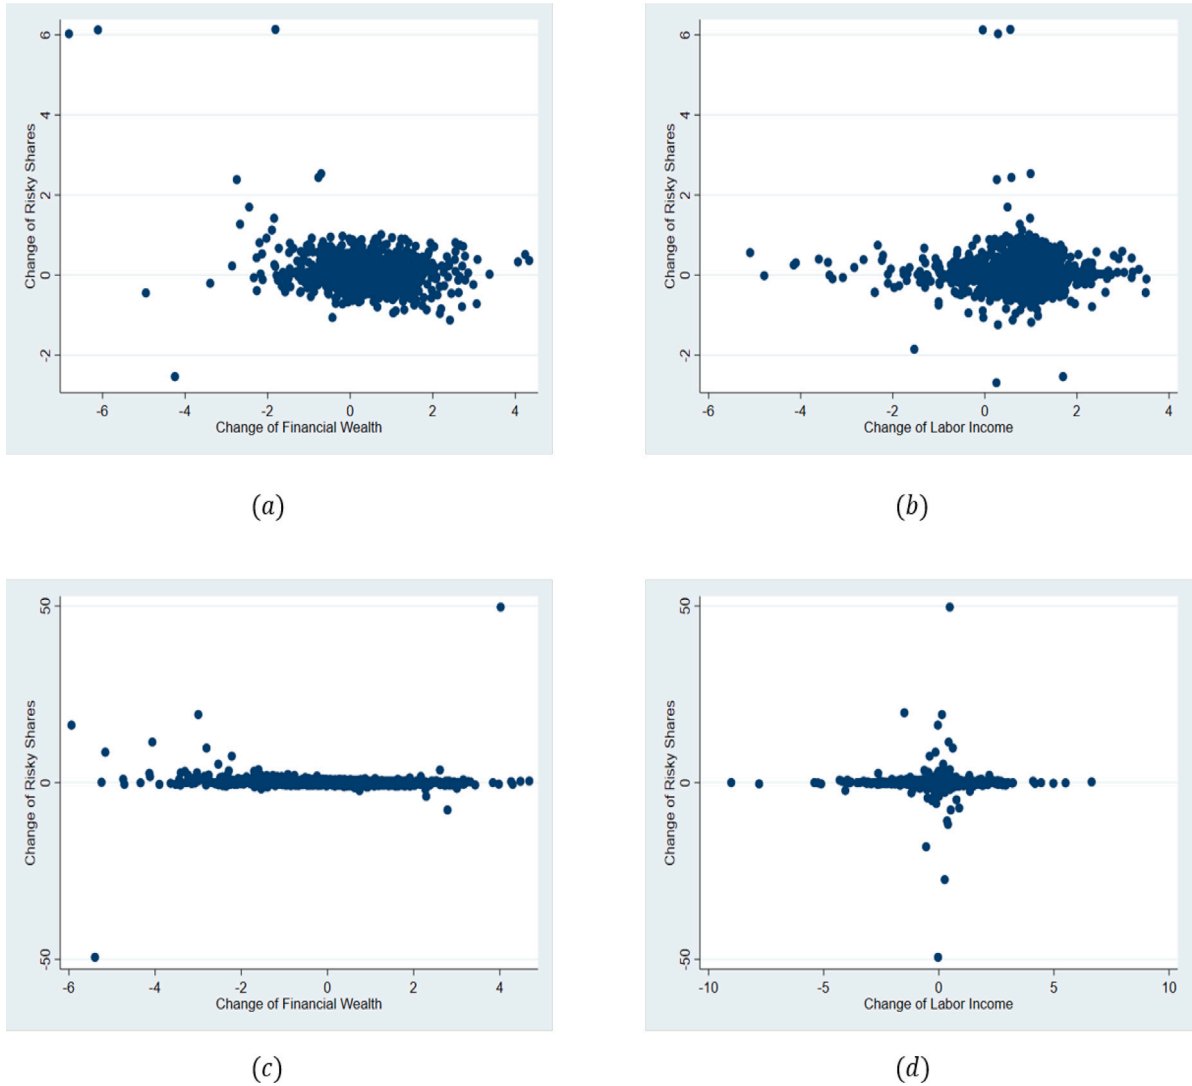 6
4
2
0
-2
Change of Risky Shares
-6 -4 -2 0 2 4
Change of Financial Wealth
(a)
6
4
2
0
-2
Change of Risky Shares
-6 -4 -2 0 2 4
Change of Labor Income
(b)
50
0
-50
Change of Risky Shares
-6 -4 -2 0 2 4
Change of Financial Wealth
(c)
50
0
-50
Change of Risky Shares
-10 -5 0 5 10
Change of Labor Income
(d)